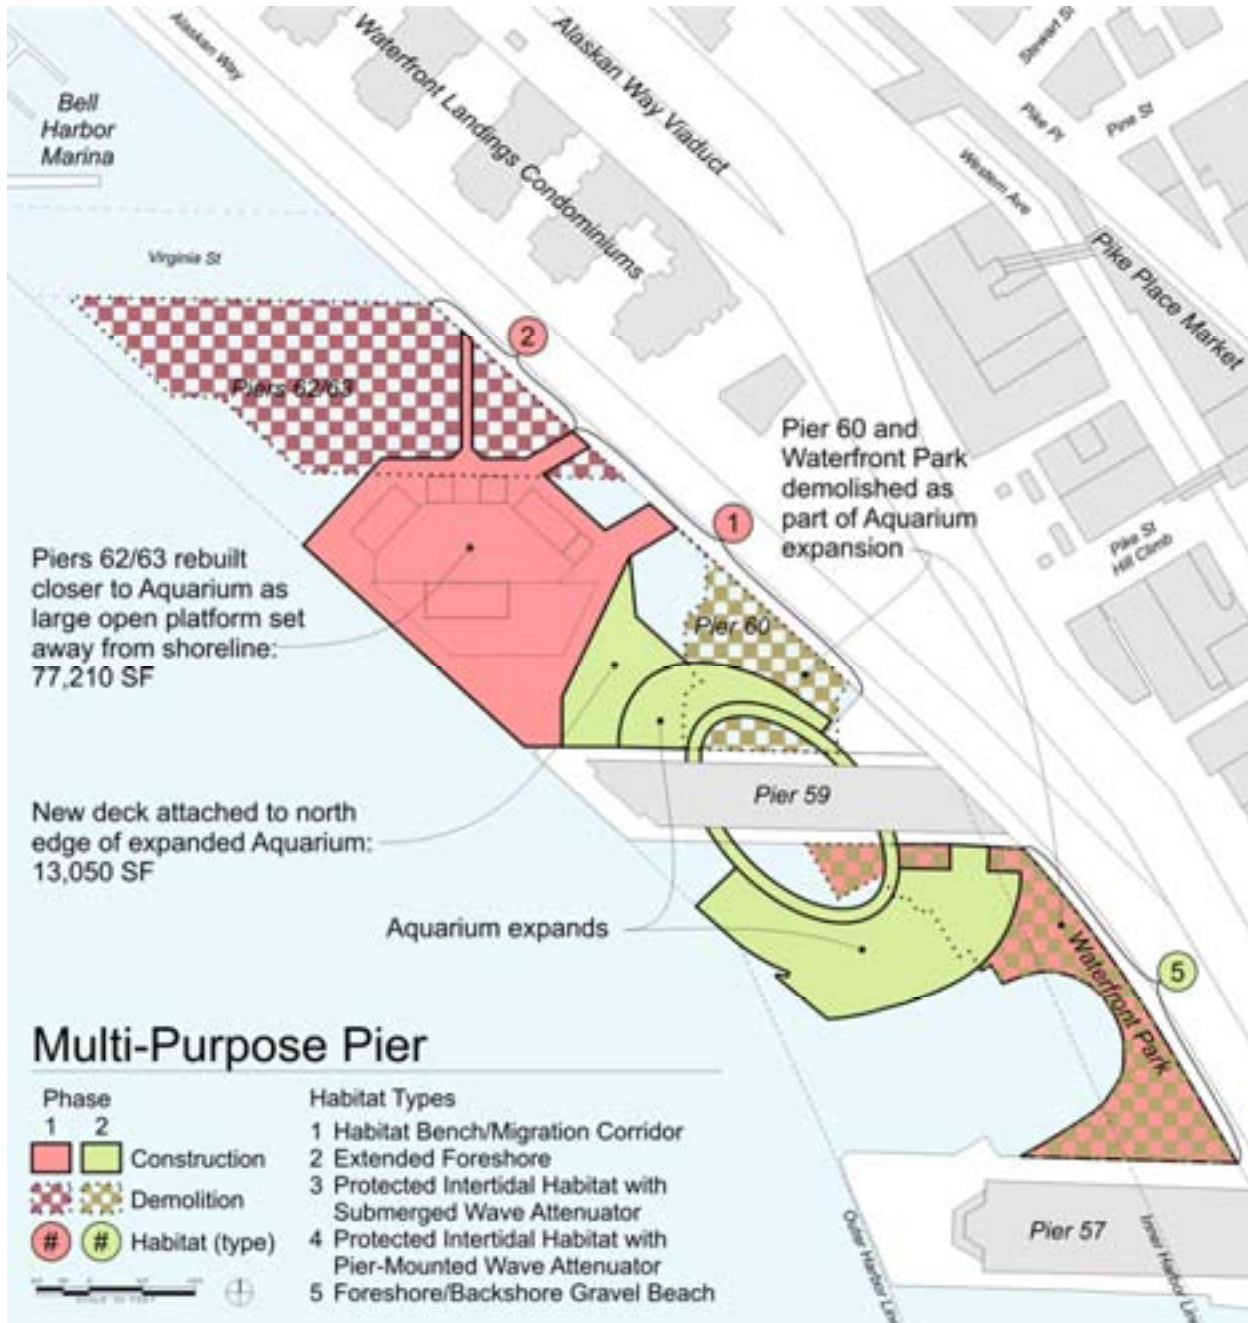 Bell
Harbor
Marina
Alaskan Way
Waterfront Landings Condominiums
Alaskan Way Viaduct
Stewart St
Pike Pl
Pine St
Western Ave
Pike Place Market
Virginia St
2
Piers 62/63
Pier 60 and
Waterfront Park
demolished as
part of Aquarium
expansion
1
Pike St
Hill Climb
Piers 62/63 rebuilt
closer to Aquarium as
large open platform set
away from shoreline:
77,210 SF
Pier 60
Pier 59
New deck attached to north
edge of expanded Aquarium:
13,050 SF
Aquarium expands
Waterfront Park
5
Multi-Purpose Pier
Phase
1 2
Construction
Demolition
# # Habitat (type)
SCALE IN FEET
Habitat Types
1 Habitat Bench/Migration Corridor
2 Extended Foreshore
3 Protected Intertidal Habitat with
Submerged Wave Attenuator
4 Protected Intertidal Habitat with
Pier-Mounted Wave Attenuator
5 Foreshore/Backshore Gravel Beach
Pier 57
Outer Harbor Line
Inner Harbor Line